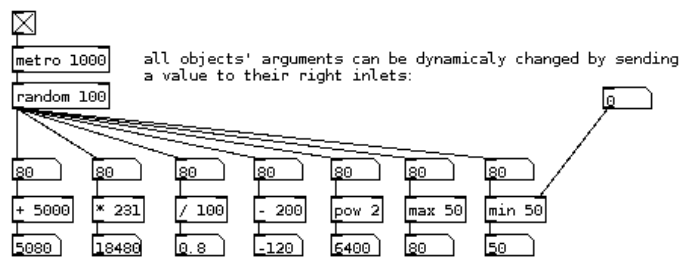 metro 1000
all objects' arguments can be dynamicaly changed by sending
a value to their right inlets:
random 100
0
80 80 80 80 80 80 80
+ 5000 * 231 / 100 - 200 pow 2 max 50 min 50
5080 18480 0.8 -120 6400 80 50